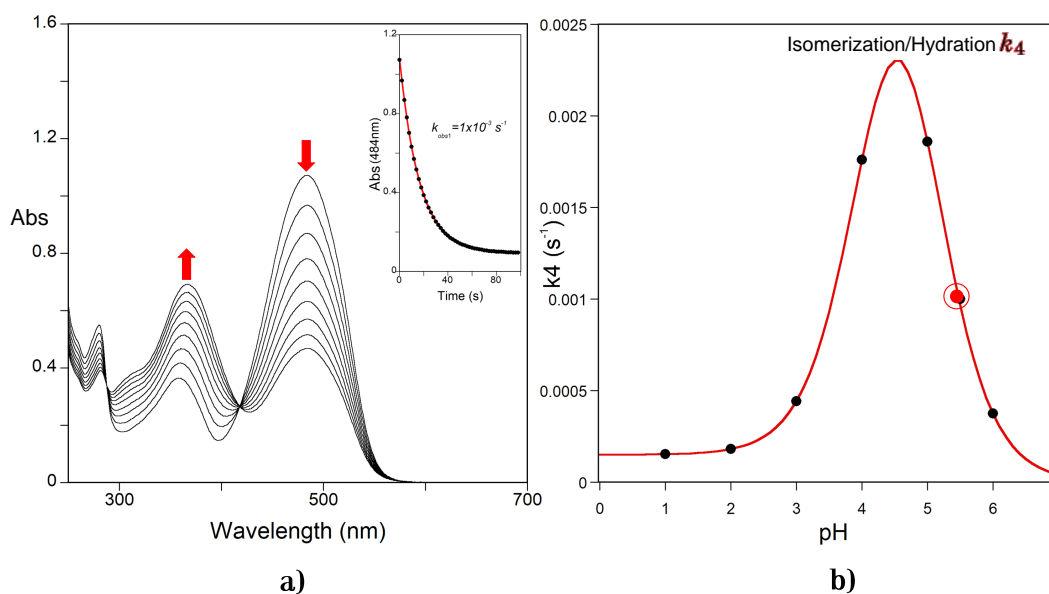 1.6
1.2
Abs
0.8
0.4
0
300
500
700
Wavelength (nm)
1.2
0.8
0.4
0
0
40
80
Abs (484nm)
Time (s)
k obs1 =1x10⁻³ s⁻¹
a)
Isomerization/Hydration k₄
0.0025
0.002
0.0015
0.001
0.0005
0
k4 (s⁻¹)
0 1 2 3 4 5 6
pH
b)